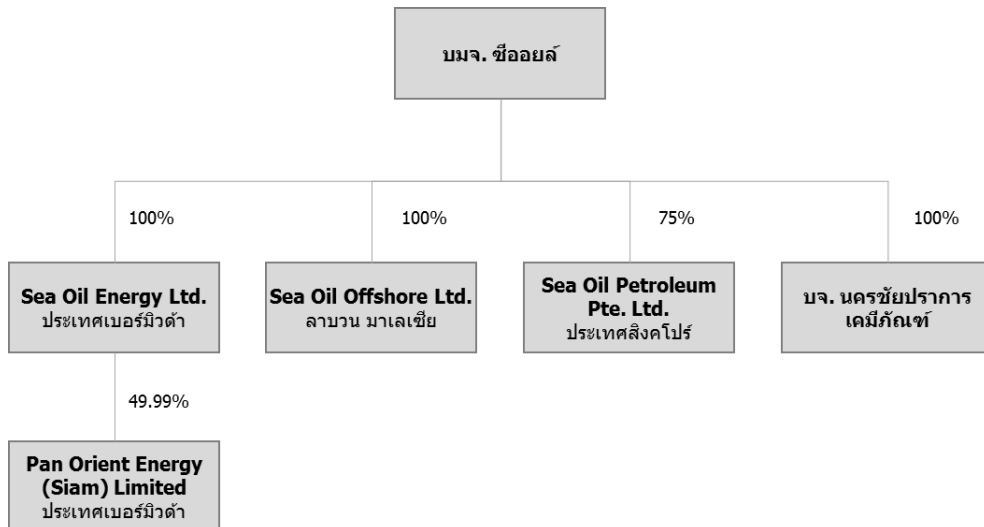 บมจ. ซีออยล์
100%
100%
75%
100%
Sea Oil Energy Ltd.
ประเทศเบอร์มิวด้า
Sea Oil Offshore Ltd.
ลาบวน มาเลเซีย
Sea Oil Petroleum
Pte. Ltd.
ประเทศสิงคโปร์
บจ. นครชัยปราการ
เคมีภัณฑ์
49.99%
Pan Orient Energy
(Siam) Limited
ประเทศเบอร์มิวด้า